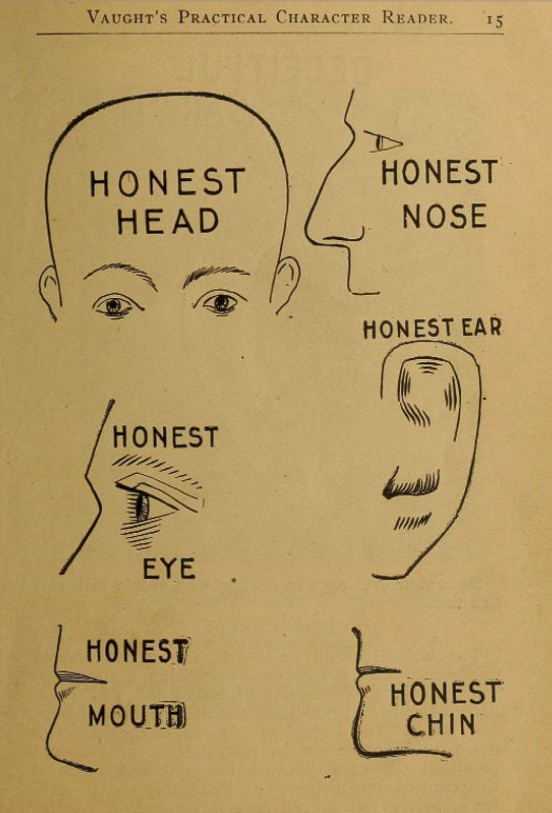 VAUGHT'S PRACTICAL CHARACTER READER. 15
HONEST
HEAD
HONEST
NOSE
HONEST EAR
HONEST
EYE
HONEST
MOUTH
HONEST
CHIN